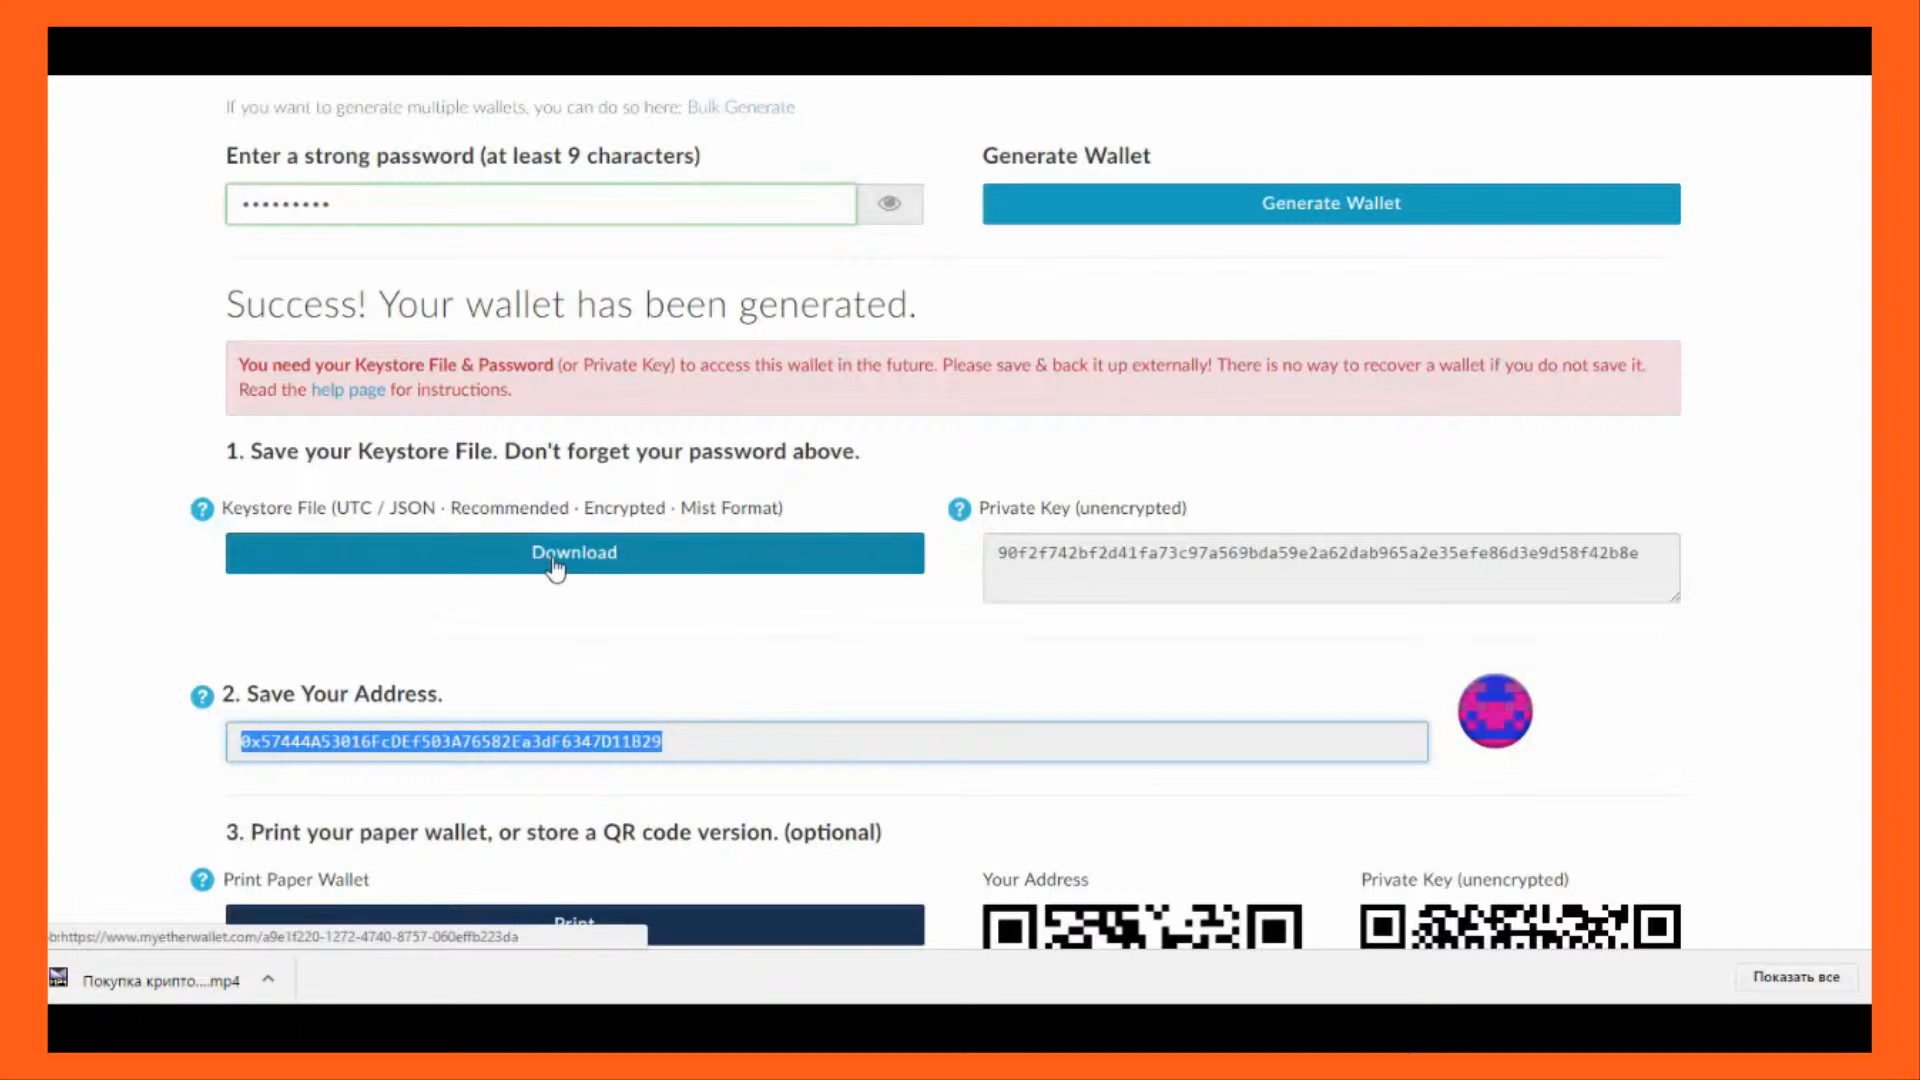 If you want to generate multiple wallets, you can do so here: Bulk Generate
Enter a strong password (at least 9 characters)
Generate Wallet
•••••••••
Generate Wallet
Success! Your wallet has been generated.
You need your Keystore File & Password (or Private Key) to access this wallet in the future. Please save & back it up externally! There is no way to recover a wallet if you do not save it.
Read the help page for instructions.
1. Save your Keystore File. Don't forget your password above.
Keystore File (UTC / JSON · Recommended · Encrypted · Mist Format)
Private Key (unencrypted)
Download
90f2f742bf2d41fa73c97a569bda59e2a62dab965a2e35efe86d3e9d58f42b8e
2. Save Your Address.
0x57444A53016FcDEf503A76582Ea3dF6347D11B29
3. Print your paper wallet, or store a QR code version. (optional)
Print Paper Wallet
Your Address
Private Key (unencrypted)
Print
b:https://www.myetherwallet.com/a9e1f220-1272-4740-8757-060effb223da
Покупка крипто....mp4
Показать все